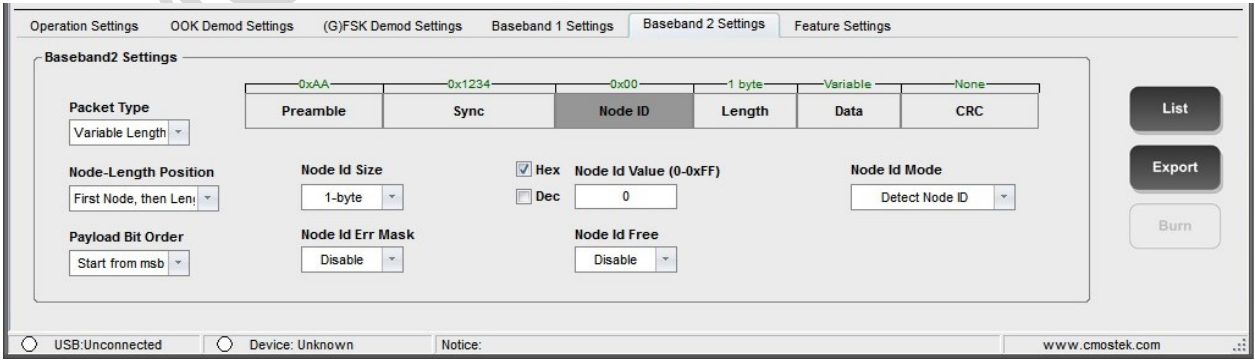 Operation Settings OOK Demod Settings (G)FSK Demod Settings Baseband 1 Settings Baseband 2 Settings Feature Settings
Baseband2 Settings
0xAA 0x1234 0x00 1 byte Variable None
Packet Type
Preamble Sync Node ID Length Data CRC
List
Variable Length
Node-Length Position Node Id Size Hex Node Id Value (0-0xFF) Node Id Mode
Export
First Node, then Len 1-byte Dec 0 Detect Node ID
Payload Bit Order Node Id Err Mask Node Id Free
Burn
Start from msb Disable Disable
USB:Unconnected Device: Unknown Notice: www.cmostek.com